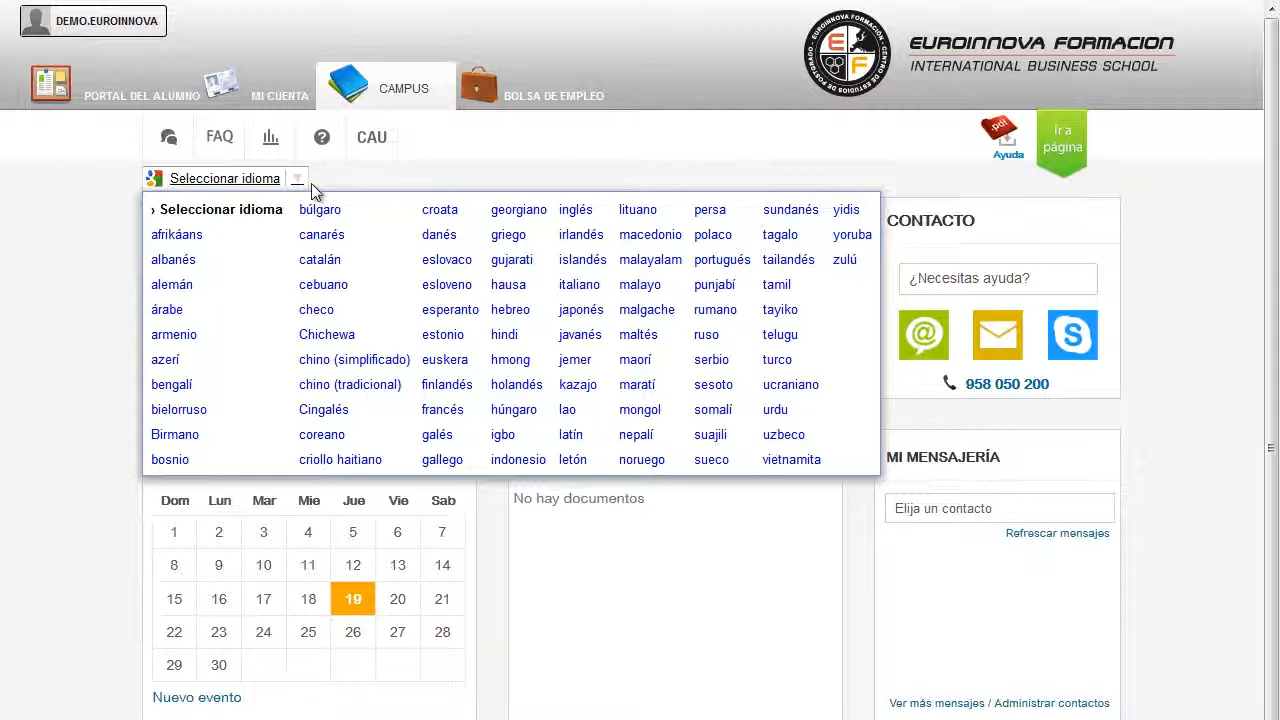 DEMO.EUROINNOVA
EUROINNOVA FORMACION
INTERNATIONAL BUSINESS SCHOOL
EUROINNOVA FORMACIÓN
CENTRO DE ESTUDIOS DE POSTGRADO
E
F
PORTAL DEL ALUMNO
MI CUENTA
CAMPUS
BOLSA DE EMPLEO
FAQ
?
CAU
.pdf
Ayuda
Ir a
página
Seleccionar idioma
› Seleccionar idioma búlgaro croata georgiano inglés lituano persa sundanés yidis
afrikáans canarés danés griego irlandés macedonio polaco tagalo yoruba
albanés catalán eslovaco gujarati islandés malayalam portugués tailandés zulú
alemán cebuano esloveno hausa italiano malayo punjabí tamil
árabe checo esperanto hebreo japonés malgache rumano tayiko
armenio Chichewa estonio hindi javanés maltés ruso telugu
azerí chino (simplificado) euskera hmong jemer maorí serbio turco
bengalí chino (tradicional) finlandés holandés kazajo maratí sesoto ucraniano
bielorruso Cingalés francés húngaro lao mongol somalí urdu
Birmano coreano galés igbo latín nepalí suajili uzbeco
bosnio criollo haitiano gallego indonesio letón noruego sueco vietnamita
CONTACTO
¿Necesitas ayuda?
@
S
958 050 200
MI MENSAJERÍA
Elija un contacto
Refrescar mensajes
Ver más mensajes / Administrar contactos
Dom Lun Mar Mie Jue Vie Sab
1 2 3 4 5 6 7
8 9 10 11 12 13 14
15 16 17 18 19 20 21
22 23 24 25 26 27 28
29 30
Nuevo evento
No hay documentos